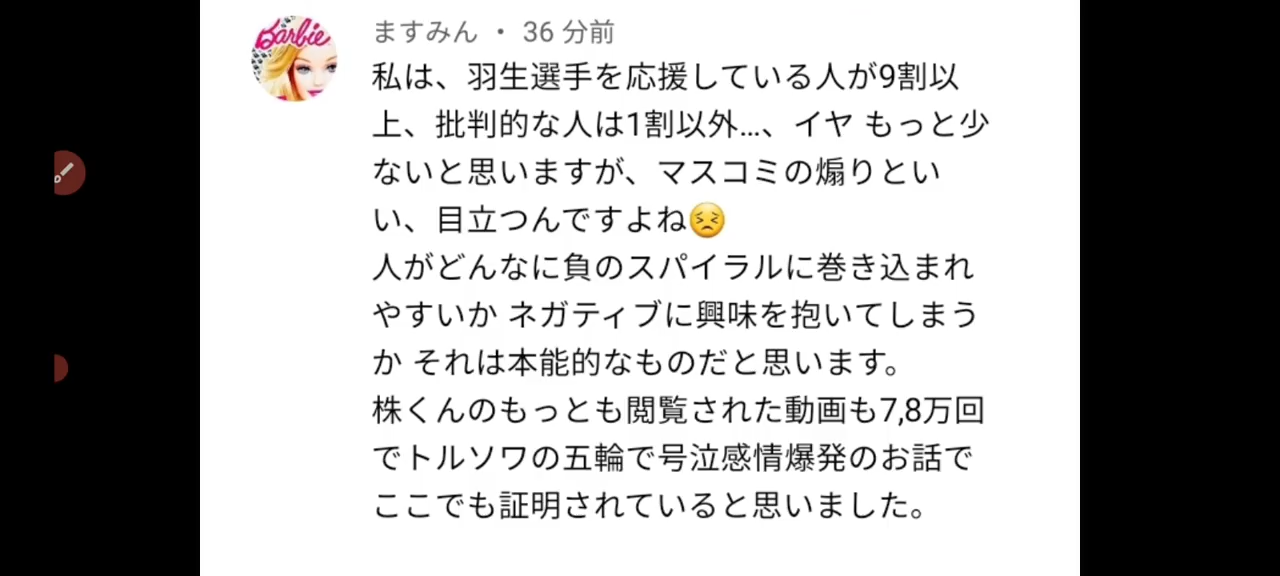 Barbie
ますみん ・ 36 分前
私は、羽生選手を応援している人が9割以
上、批判的な人は1割以外...、イヤ もっと少
ないと思いますが、マスコミの煽りとい
い、目立つんですよね😣
人がどんなに負のスパイラルに巻き込まれ
やすいか ネガティブに興味を抱いてしまう
か それは本能的なものだと思います。
株くんのもっとも閲覧された動画も7,8万回
でトルソワの五輪で号泣感情爆発のお話で
ここでも証明されていると思いました。